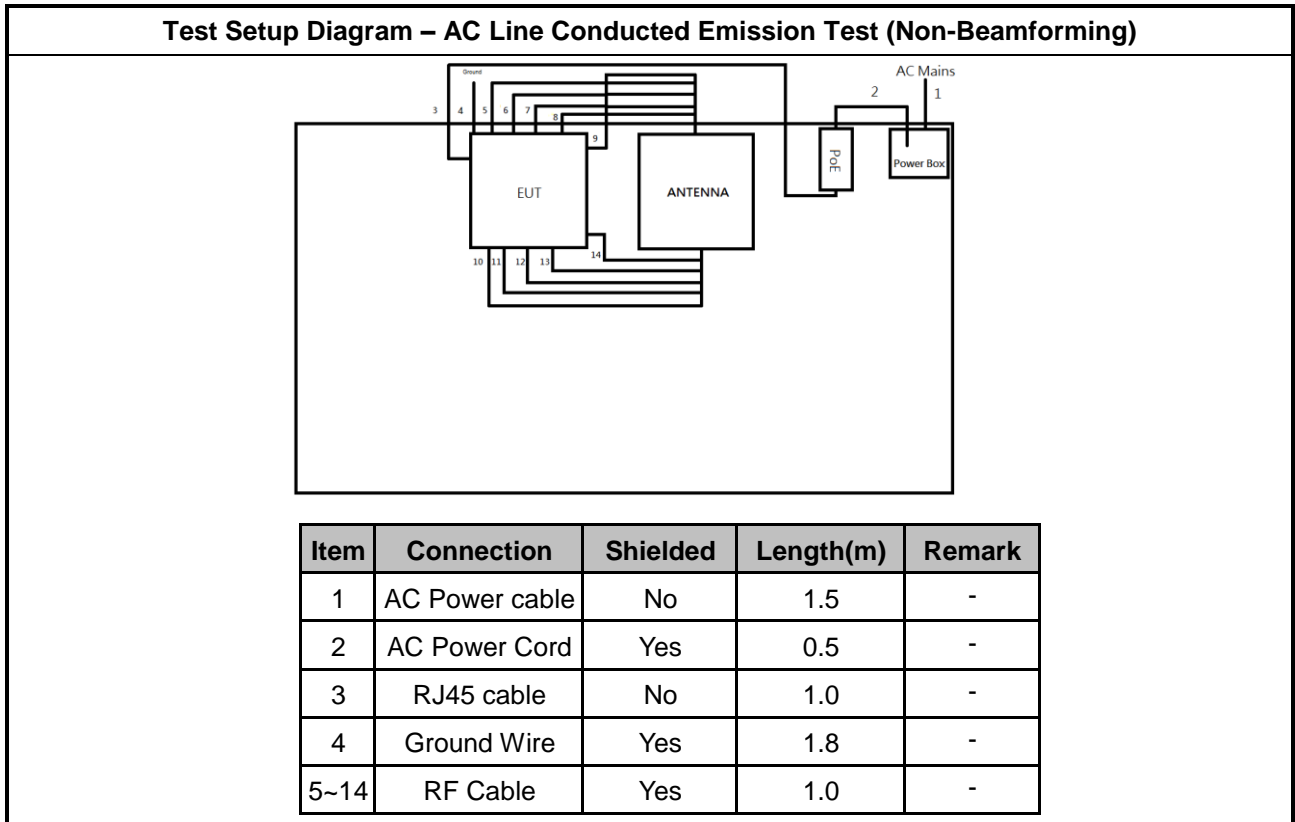 Test Setup Diagram – AC Line Conducted Emission Test (Non-Beamforming)
Ground
AC Mains
2
1
3
4
5
6
7
8
9
PoE
Power Box
EUT
ANTENNA
10
11
12
13
14
Item Connection Shielded Length(m) Remark
1 AC Power cable No 1.5 -
2 AC Power Cord Yes 0.5 -
3 RJ45 cable No 1.0 -
4 Ground Wire Yes 1.8 -
5~14 RF Cable Yes 1.0 -